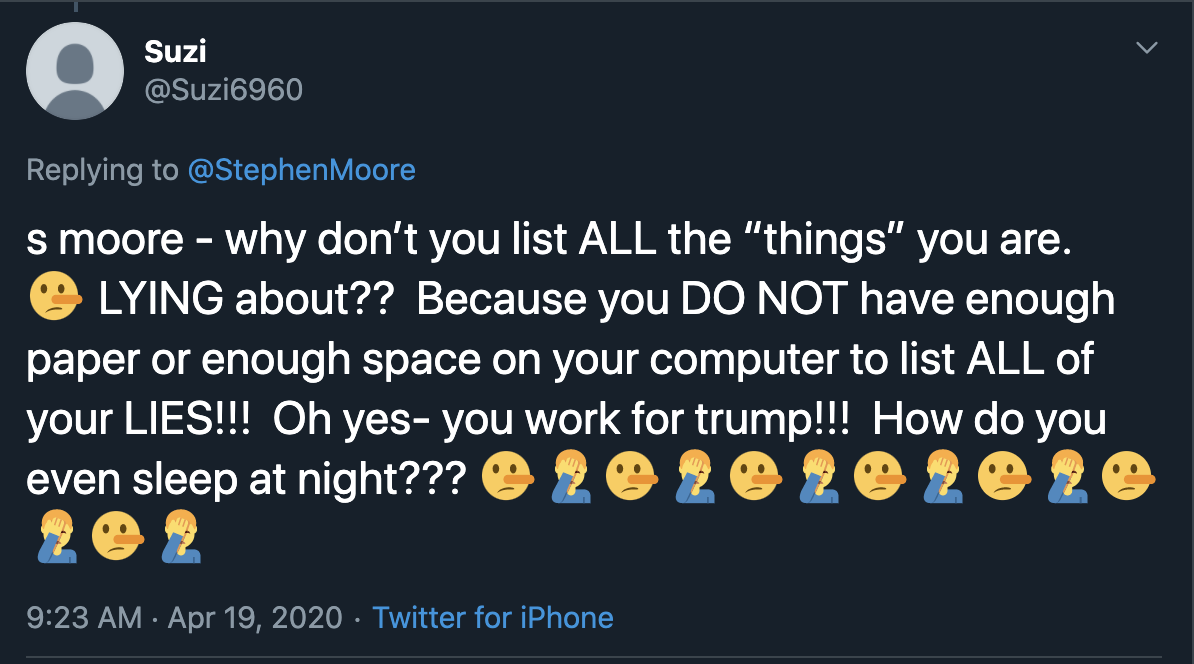 Suzi
@Suzi6960
Replying to @StephenMoore
s moore - why don’t you list ALL the “things” you are.
🤥 LYING about??  Because you DO NOT have enough
paper or enough space on your computer to list ALL of
your LIES!!!  Oh yes- you work for trump!!!  How do you
even sleep at night??? 🤥🤦‍♂️🤥🤦‍♂️🤥🤦‍♂️🤥🤦‍♂️🤥🤦‍♂️🤥
🤦‍♂️🤥🤦‍♂️
9:23 AM · Apr 19, 2020 · Twitter for iPhone